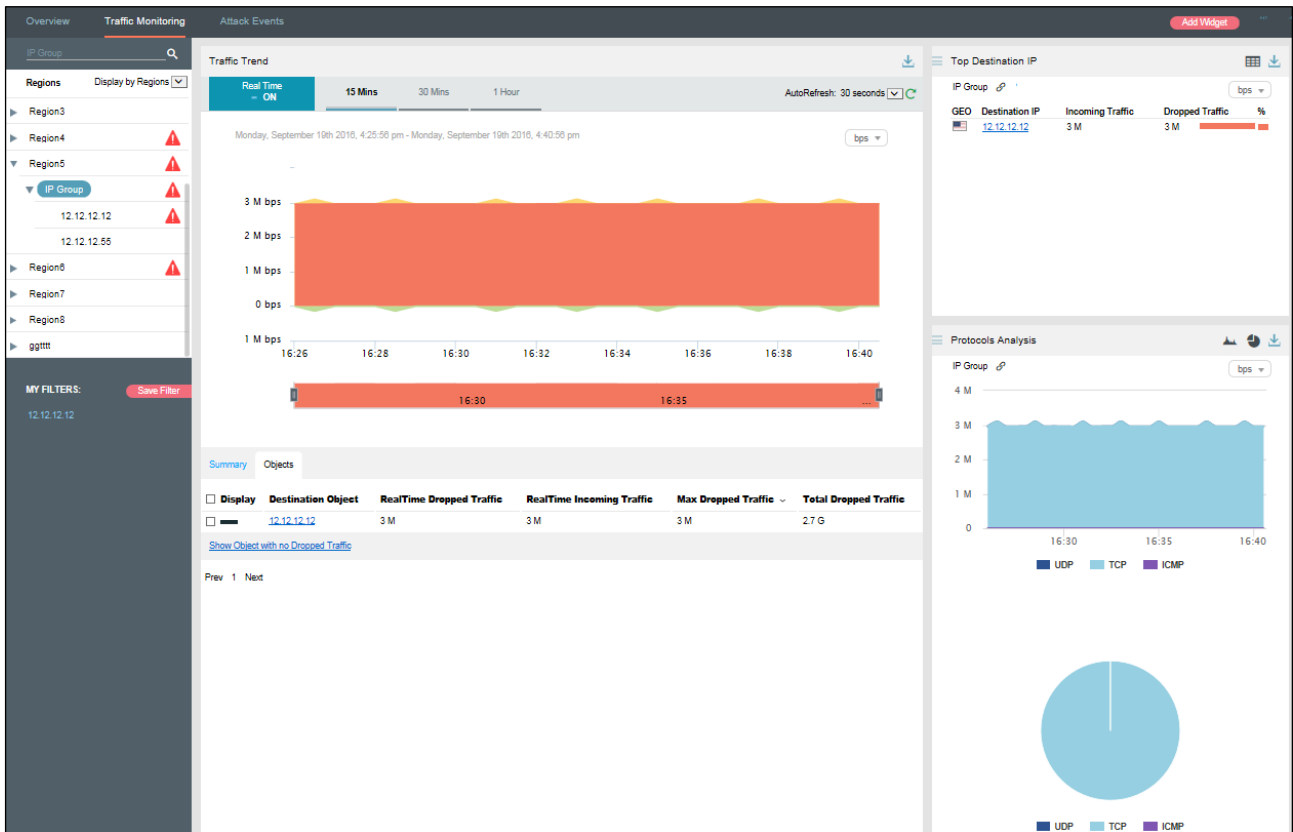 Overview Traffic Monitoring Attack Events Add Widget ...
IP Group
Regions Display by Regions
Region3
Region4
Region5
IP Group
12.12.12.12
12.12.12.55
Region6
Region7
Region8
ggtttt
MY FILTERS: Save Filter
12.12.12.12
Traffic Trend
Real Time
– ON
15 Mins 30 Mins 1 Hour AutoRefresh: 30 seconds
Monday, September 19th 2016, 4:25:56 pm - Monday, September 19th 2016, 4:40:56 pm bps
3 M bps
2 M bps
1 M bps
0 bps
1 M bps
16:26 16:28 16:30 16:32 16:34 16:36 16:38 16:40
16:30 16:35 ...
Summary Objects
Display Destination Object RealTime Dropped Traffic RealTime Incoming Traffic Max Dropped Traffic Total Dropped Traffic
12.12.12.12 3 M 3 M 3 M 2.7 G
Show Object with no Dropped Traffic
Prev 1 Next
Top Destination IP
IP Group bps
GEO Destination IP Incoming Traffic Dropped Traffic %
12.12.12.12 3 M 3 M
Protocols Analysis
IP Group bps
4 M
3 M
2 M
1 M
0
16:30 16:35 16:40
UDP TCP ICMP
UDP TCP ICMP